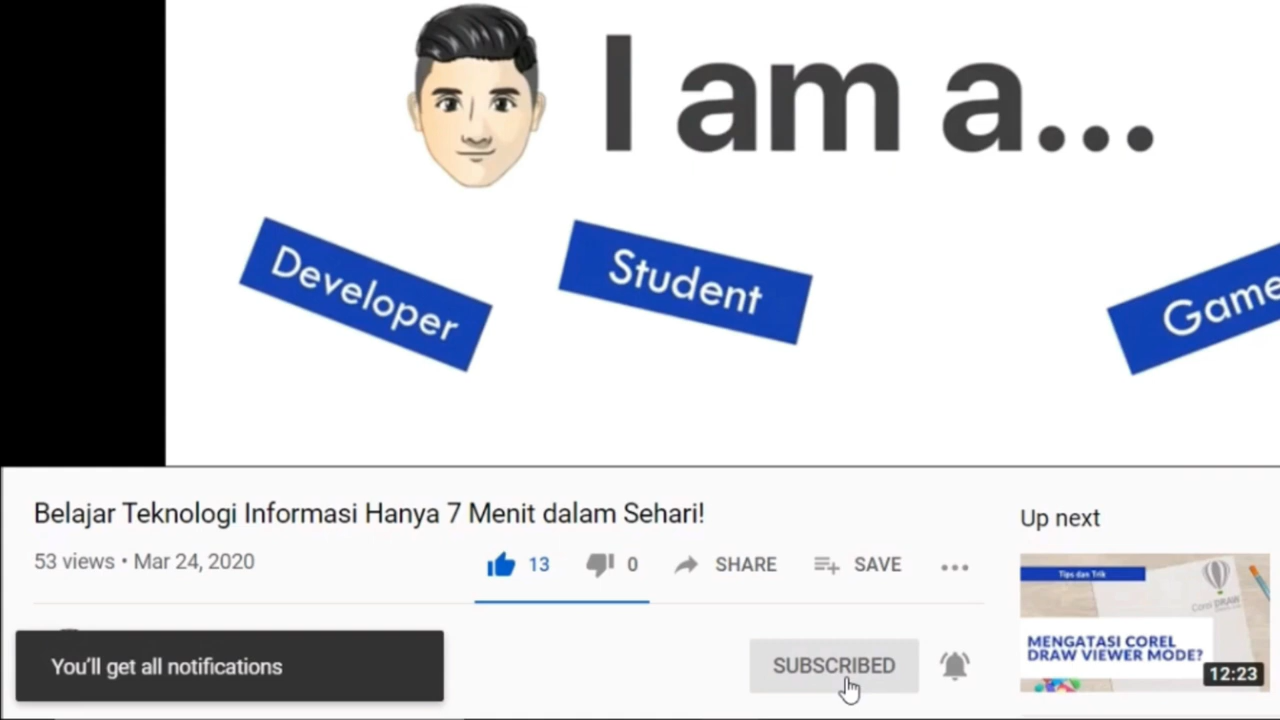 I am a...
Developer
Student
Game
Belajar Teknologi Informasi Hanya 7 Menit dalam Sehari!
53 views • Mar 24, 2020
13
0
SHARE
SAVE
Up next
Tips dan Trik
Corel DRAW
MENGATASI COREL
DRAW VIEWER MODE?
12:23
You'll get all notifications
SUBSCRIBED